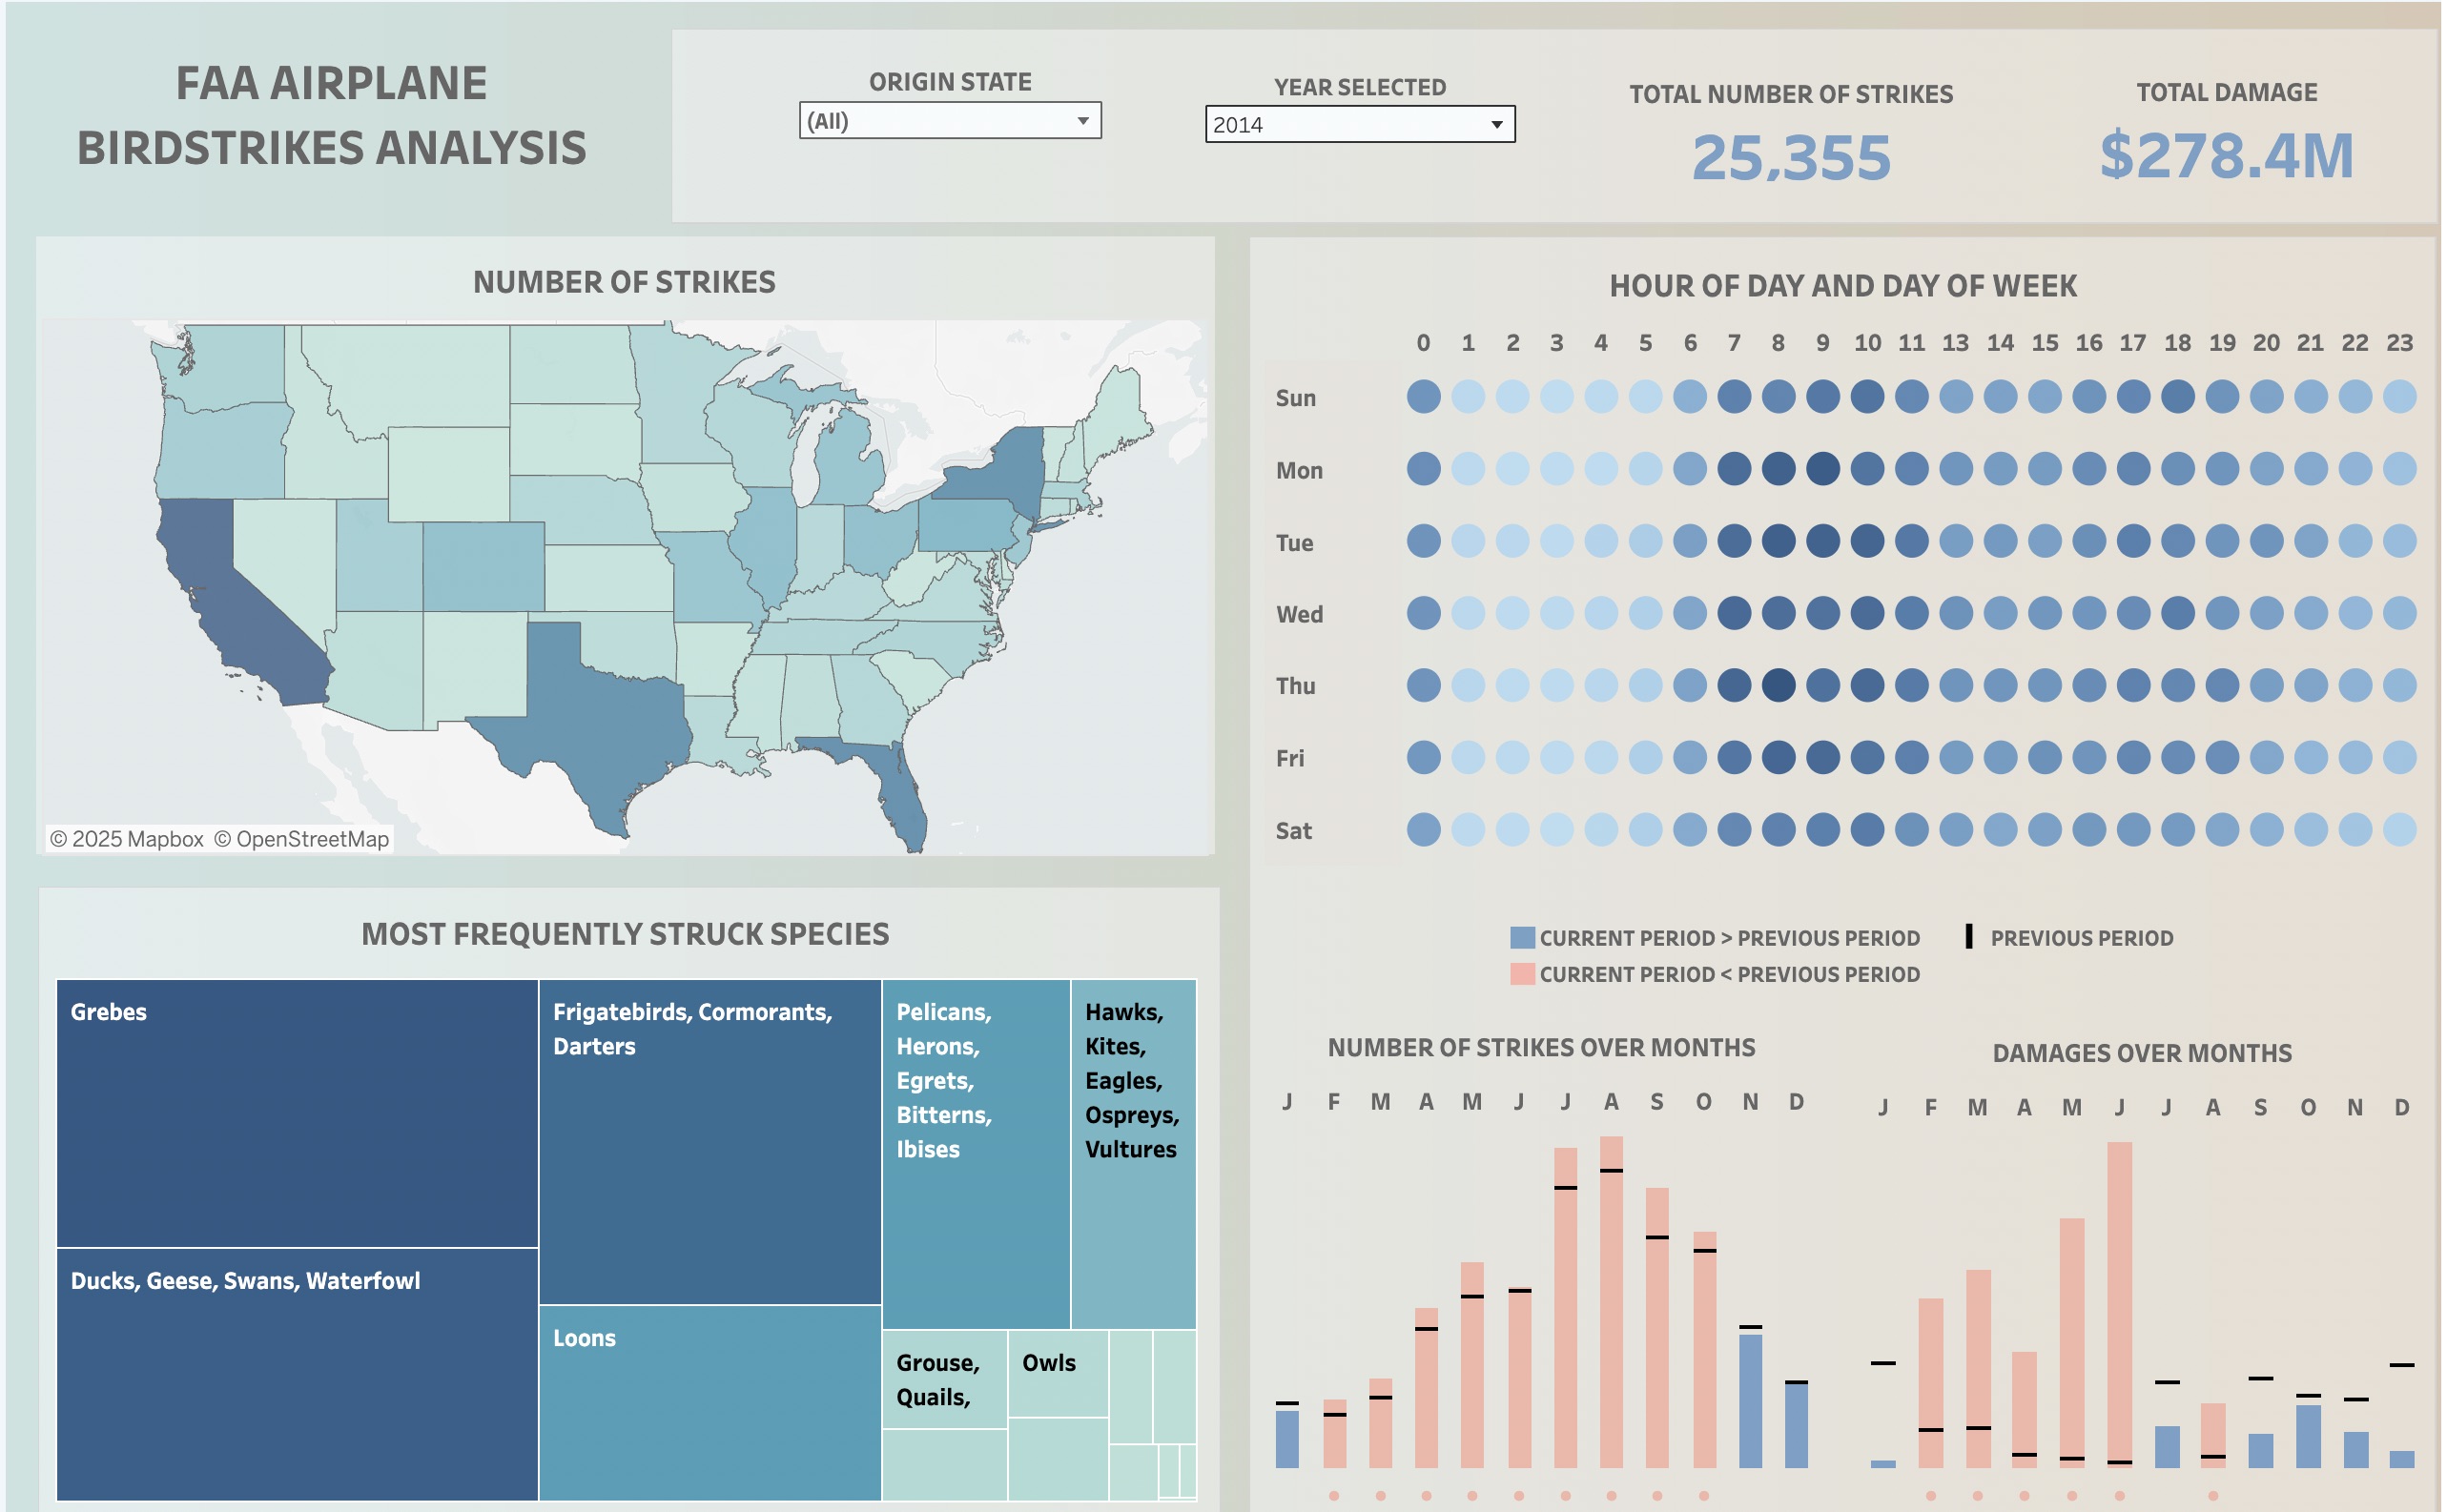 FAA AIRPLANE
BIRDSTRIKES ANALYSIS
ORIGIN STATE
(All)
YEAR SELECTED
2014
TOTAL NUMBER OF STRIKES
25,355
TOTAL DAMAGE
$278.4M
NUMBER OF STRIKES
© 2025 Mapbox © OpenStreetMap
HOUR OF DAY AND DAY OF WEEK
0 1 2 3 4 5 6 7 8 9 10 11 13 14 15 16 17 18 19 20 21 22 23
Sun
Mon
Tue
Wed
Thu
Fri
Sat
MOST FREQUENTLY STRUCK SPECIES
Grebes
Ducks, Geese, Swans, Waterfowl
Frigatebirds, Cormorants,
Darters
Loons
Pelicans,
Herons,
Egrets,
Bitterns,
Ibises
Hawks,
Kites,
Eagles,
Ospreys,
Vultures
Grouse,
Quails,
Owls
CURRENT PERIOD > PREVIOUS PERIOD
PREVIOUS PERIOD
CURRENT PERIOD < PREVIOUS PERIOD
NUMBER OF STRIKES OVER MONTHS
J F M A M J J A S O N D
DAMAGES OVER MONTHS
J F M A M J J A S O N D